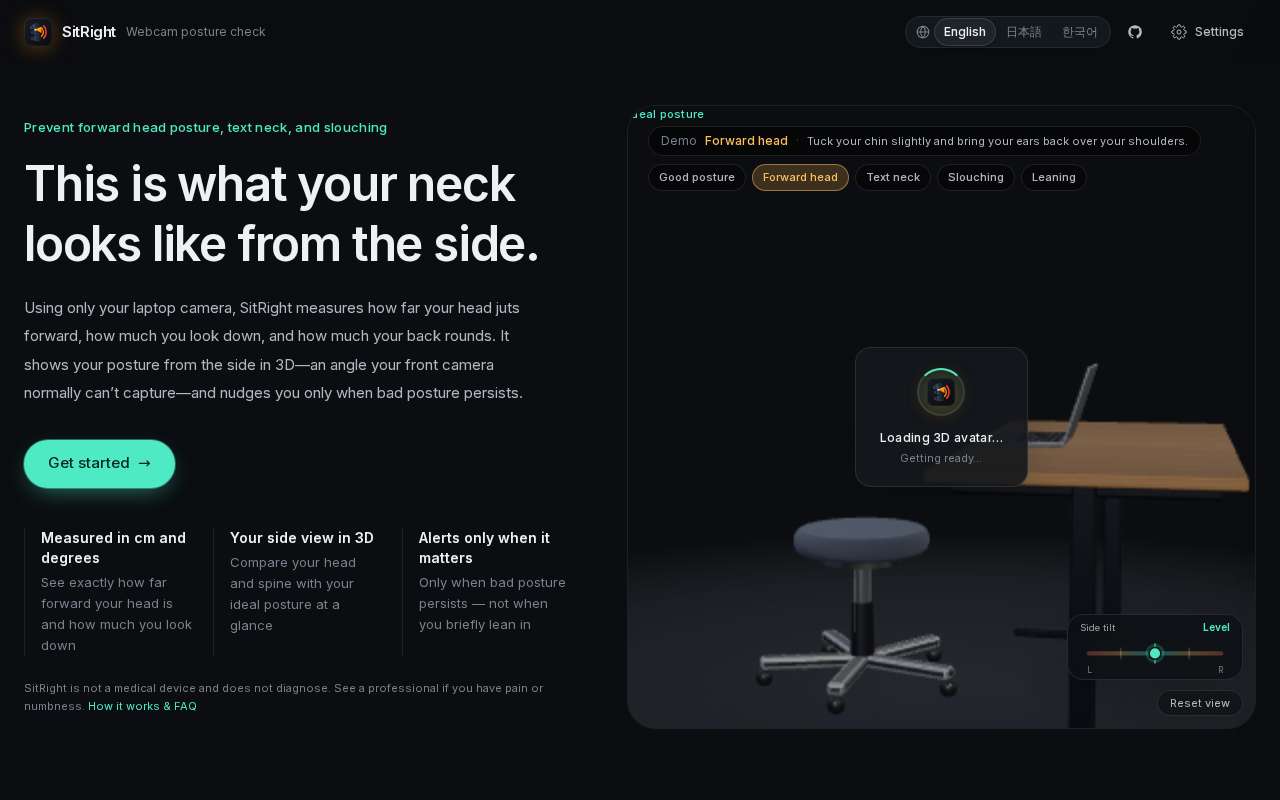 SitRight Webcam posture check
English 日本語 한국어
Settings
Prevent forward head posture, text neck, and slouching
This is what your neck
looks like from the side.
Using only your laptop camera, SitRight measures how far your head juts
forward, how much you look down, and how much your back rounds. It
shows your posture from the side in 3D—an angle your front camera
normally can’t capture—and nudges you only when bad posture persists.
Get started →
Measured in cm and
degrees
See exactly how far
forward your head is
and how much you look
down
Your side view in 3D
Compare your head
and spine with your
ideal posture at a
glance
Alerts only when it
matters
Only when bad posture
persists — not when
you briefly lean in
SitRight is not a medical device and does not diagnose. See a professional if you have pain or
numbness. How it works & FAQ
posture
Demo Forward head · Tuck your chin slightly and bring your ears back over your shoulders.
Good posture Forward head Text neck Slouching Leaning
Loading 3D avatar…
Getting ready…
Side tilt Level
L R
Reset view